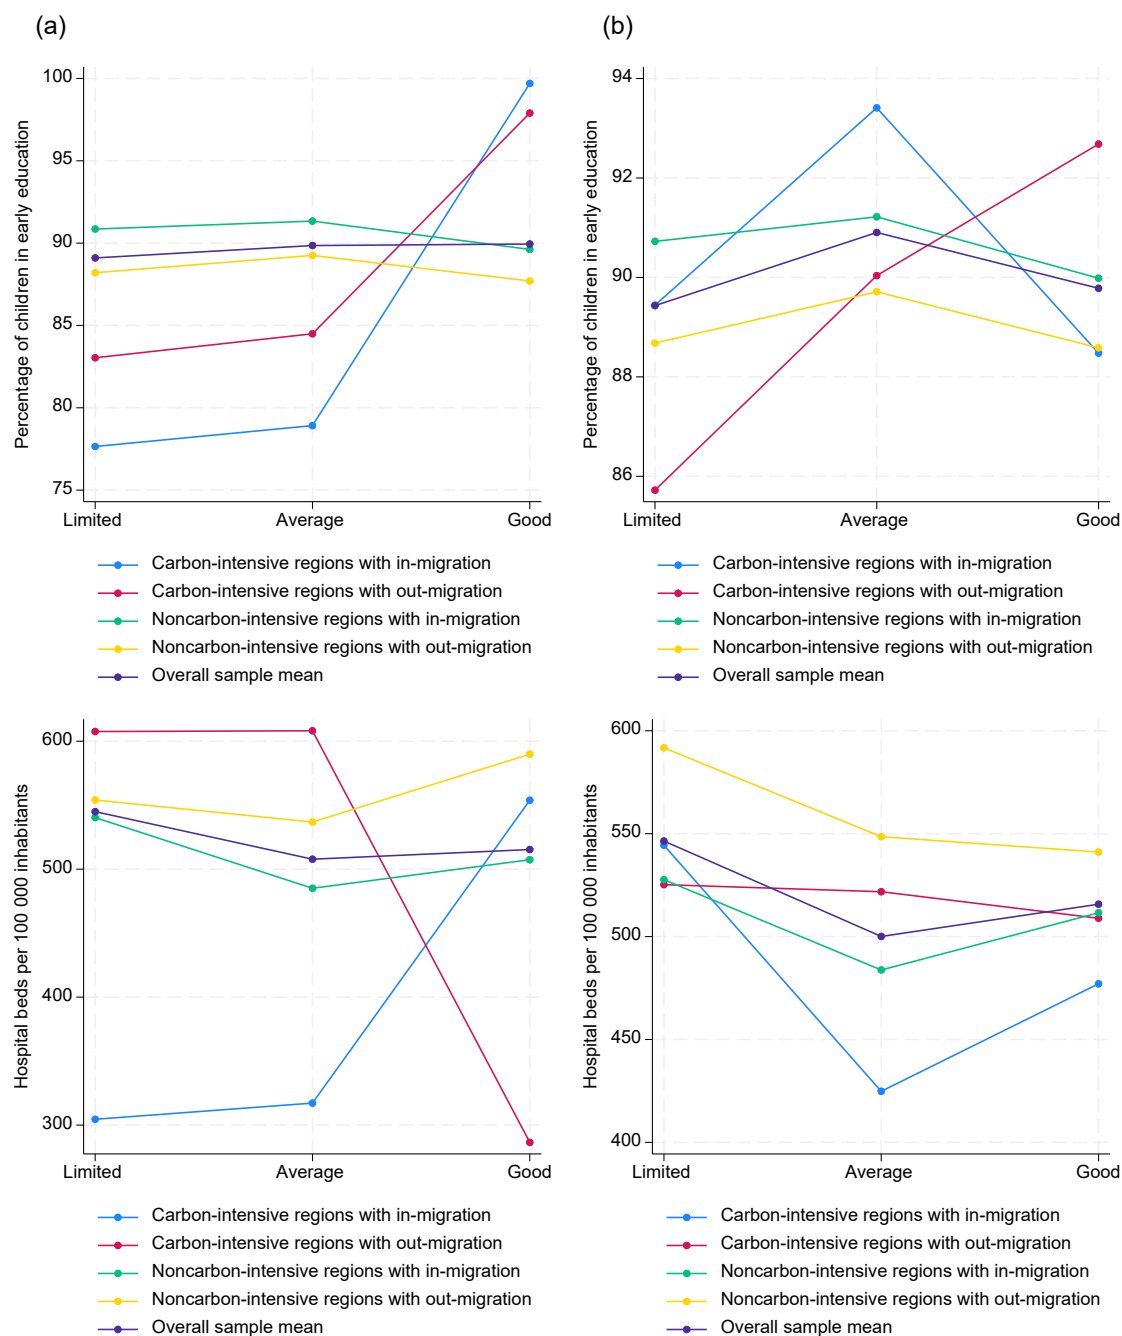 (a)
Percentage of children in early education
100
95
90
85
80
75
Limited
Average
Good
Carbon-intensive regions with in-migration
Carbon-intensive regions with out-migration
Noncarbon-intensive regions with in-migration
Noncarbon-intensive regions with out-migration
Overall sample mean
(b)
Percentage of children in early education
94
92
90
88
86
Limited
Average
Good
Carbon-intensive regions with in-migration
Carbon-intensive regions with out-migration
Noncarbon-intensive regions with in-migration
Noncarbon-intensive regions with out-migration
Overall sample mean
Hospital beds per 100 000 inhabitants
600
500
400
300
Limited
Average
Good
Carbon-intensive regions with in-migration
Carbon-intensive regions with out-migration
Noncarbon-intensive regions with in-migration
Noncarbon-intensive regions with out-migration
Overall sample mean
Hospital beds per 100 000 inhabitants
600
550
500
450
400
Limited
Average
Good
Carbon-intensive regions with in-migration
Carbon-intensive regions with out-migration
Noncarbon-intensive regions with in-migration
Noncarbon-intensive regions with out-migration
Overall sample mean